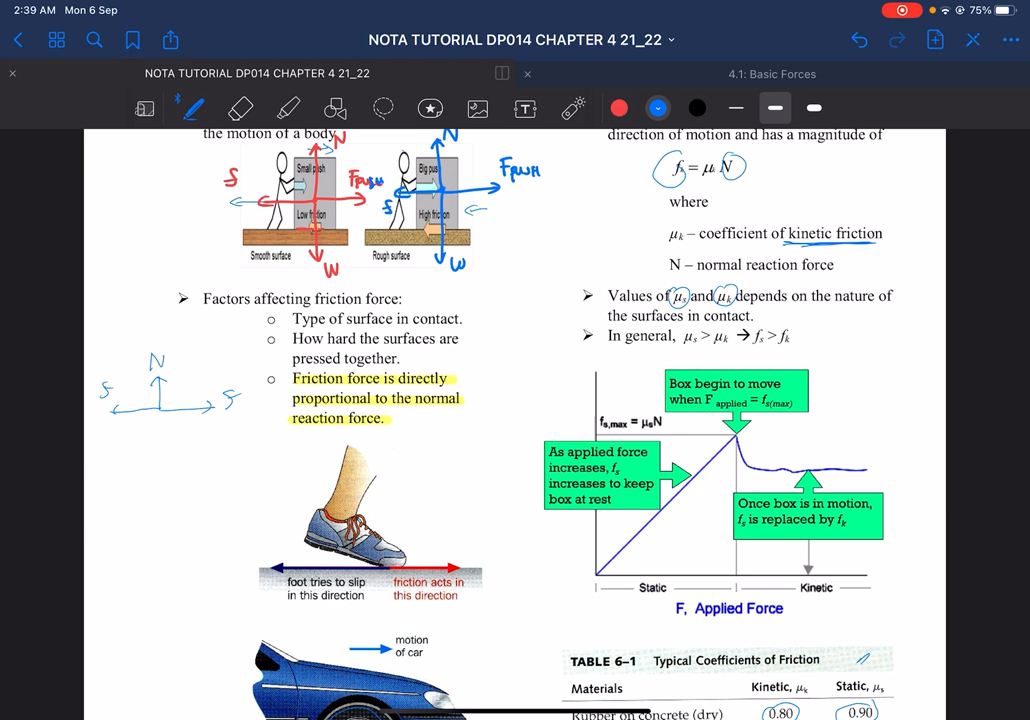 2:39 AM Mon 6 Sep
75%
NOTA TUTORIAL DP014 CHAPTER 4 21_22
NOTA TUTORIAL DP014 CHAPTER 4 21_22
4.1: Basic Forces
the motion of a body
N
f
Small push
FPUSH
Low friction
W
Smooth surface
N
Big push
FPUSH
f
High friction
W
Rough surface
➤ Factors affecting friction force:
o Type of surface in contact.
o How hard the surfaces are
pressed together.
o Friction force is directly
proportional to the normal
reaction force.
N
f
f
foot tries to slip
in this direction
friction acts in
this direction
motion
of car
direction of motion and has a magnitude of
fₖ = μₖ N
where
μₖ – coefficient of kinetic friction
N – normal reaction force
➤ Values of μₛ and μₖ depends on the nature of
the surfaces in contact.
➤ In general, μₛ > μₖ → fₛ > fₖ
Box begin to move
when F applied = fs(max)
fs,max = μsN
As applied force
increases, fs
increases to keep
box at rest
Once box is in motion,
fs is replaced by fk
Static
Kinetic
F, Applied Force
TABLE 6–1 Typical Coefficients of Friction
Materials Kinetic, μₖ Static, μₛ
Rubber on concrete (dry) 0.80 0.90